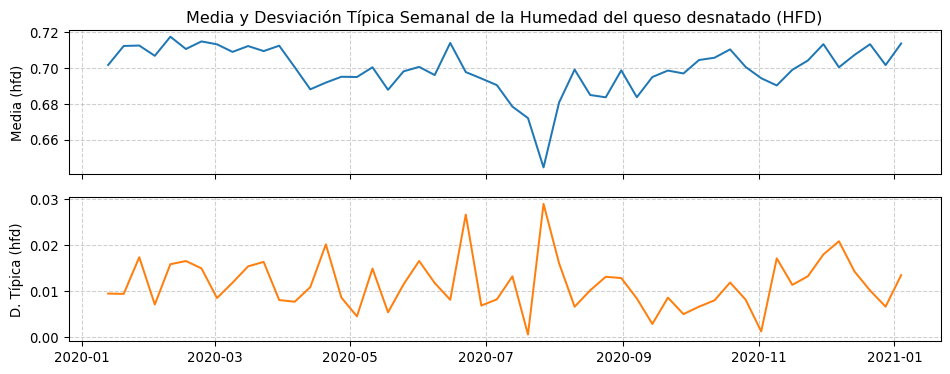 Media y Desviación Típica Semanal de la Humedad del queso desnatado (HFD)
Media (hfd)
0.72
0.70
0.68
0.66
D. Típica (hfd)
0.03
0.02
0.01
0.00
2020-01 2020-03 2020-05 2020-07 2020-09 2020-11 2021-01